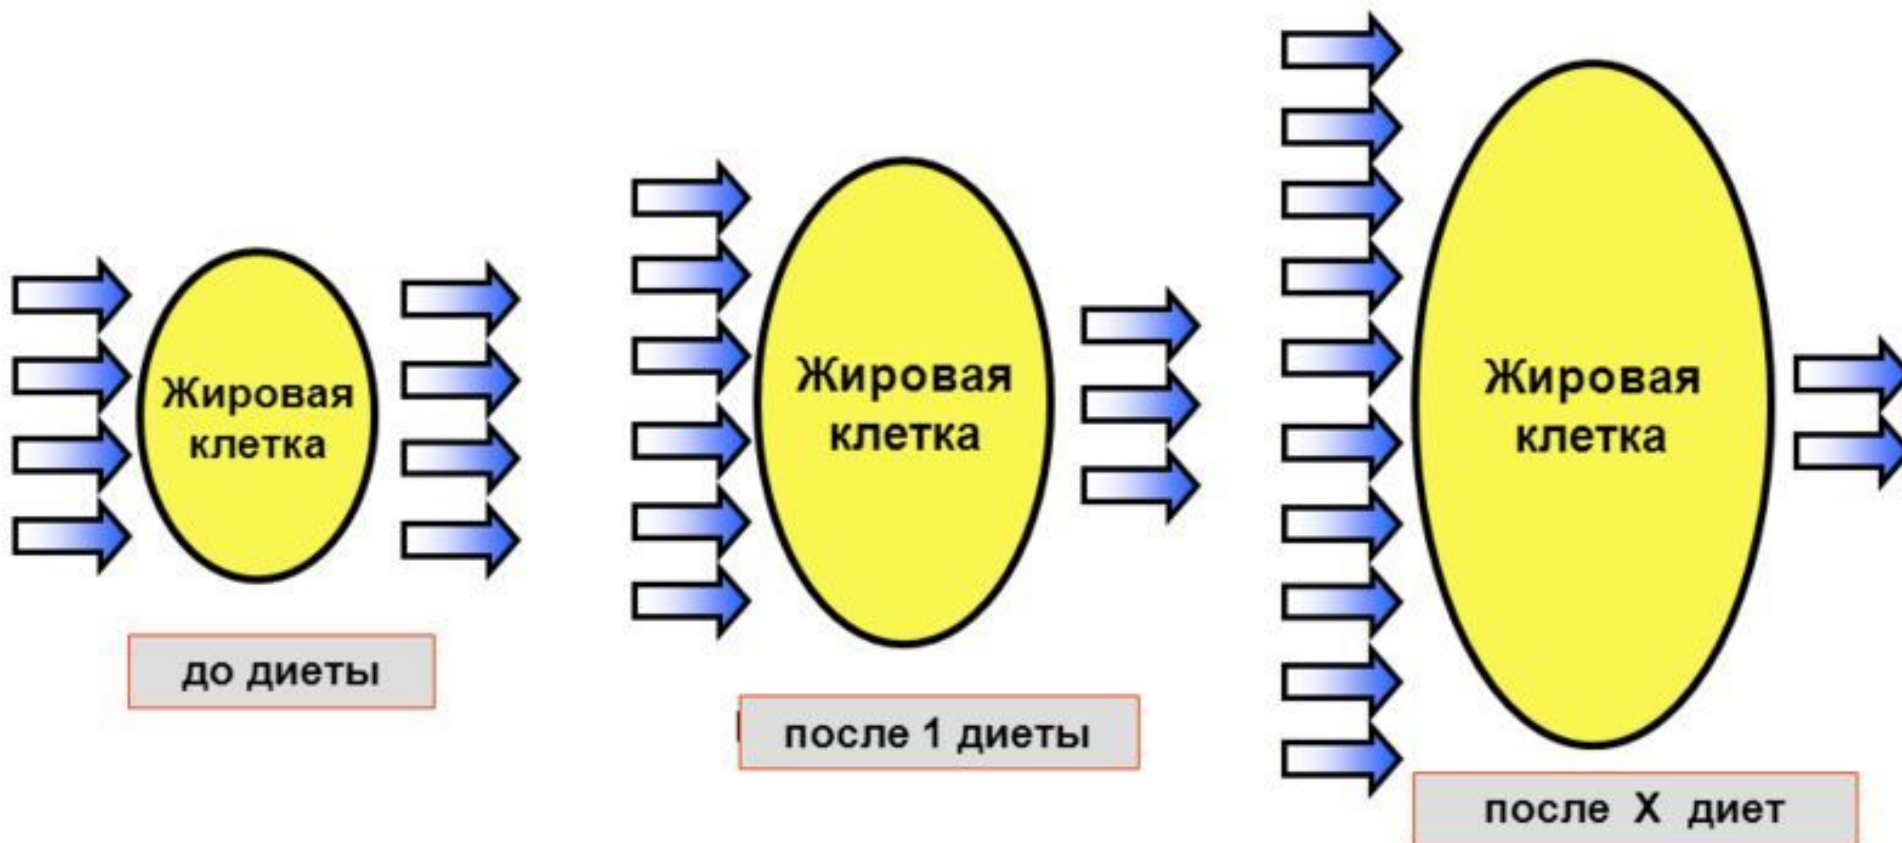 Жировая
клетка
до диеты
Жировая
клетка
после 1 диеты
Жировая
клетка
после X диет